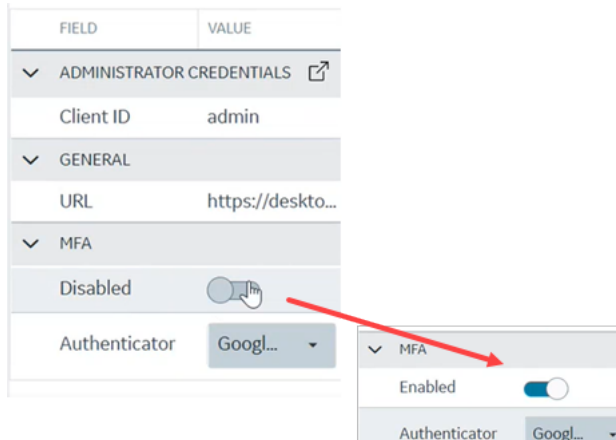 FIELD VALUE
ADMINISTRATOR CREDENTIALS
Client ID admin
GENERAL
URL https://deskto...
MFA
Disabled
Authenticator Googl...
MFA
Enabled
Authenticator Googl...